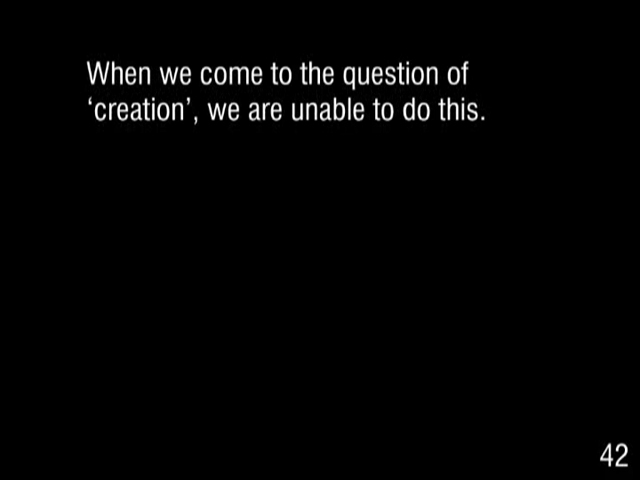 When we come to the question of
‘creation’, we are unable to do this.
42